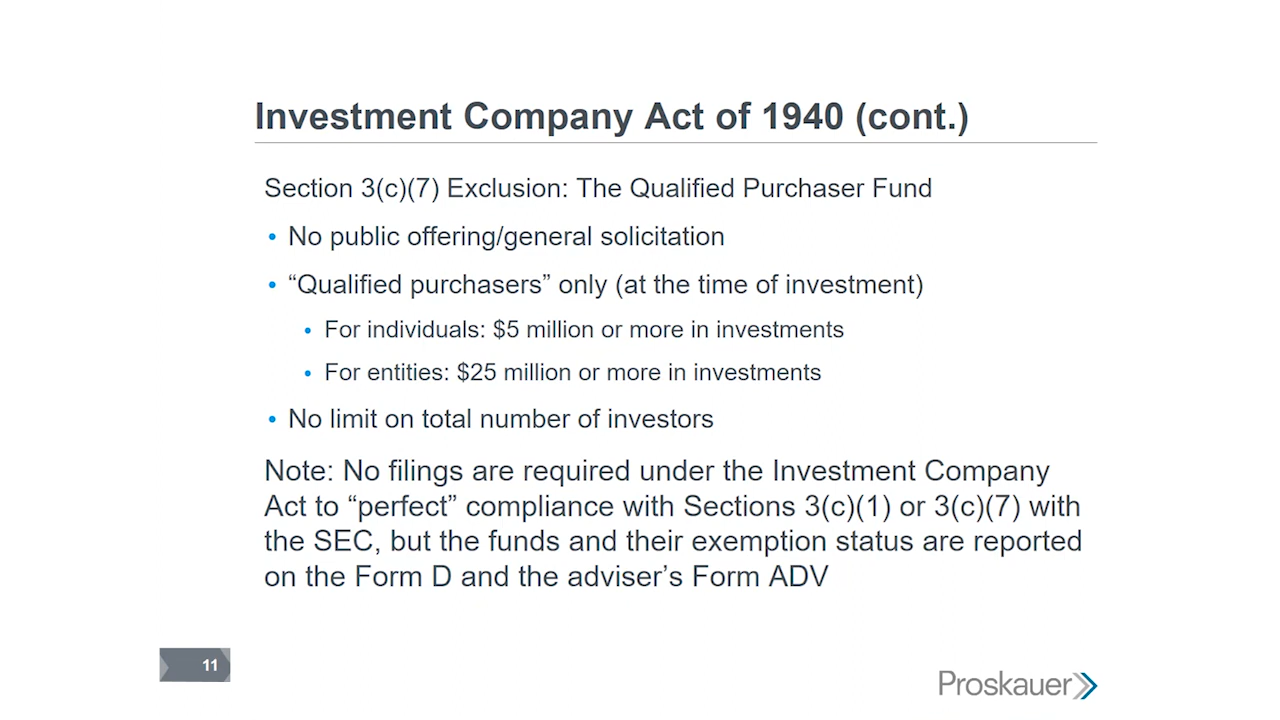 Investment Company Act of 1940 (cont.)
Section 3(c)(7) Exclusion: The Qualified Purchaser Fund
• No public offering/general solicitation
• “Qualified purchasers” only (at the time of investment)
• For individuals: $5 million or more in investments
• For entities: $25 million or more in investments
• No limit on total number of investors
Note: No filings are required under the Investment Company
Act to “perfect” compliance with Sections 3(c)(1) or 3(c)(7) with
the SEC, but the funds and their exemption status are reported
on the Form D and the adviser’s Form ADV
11
Proskauer